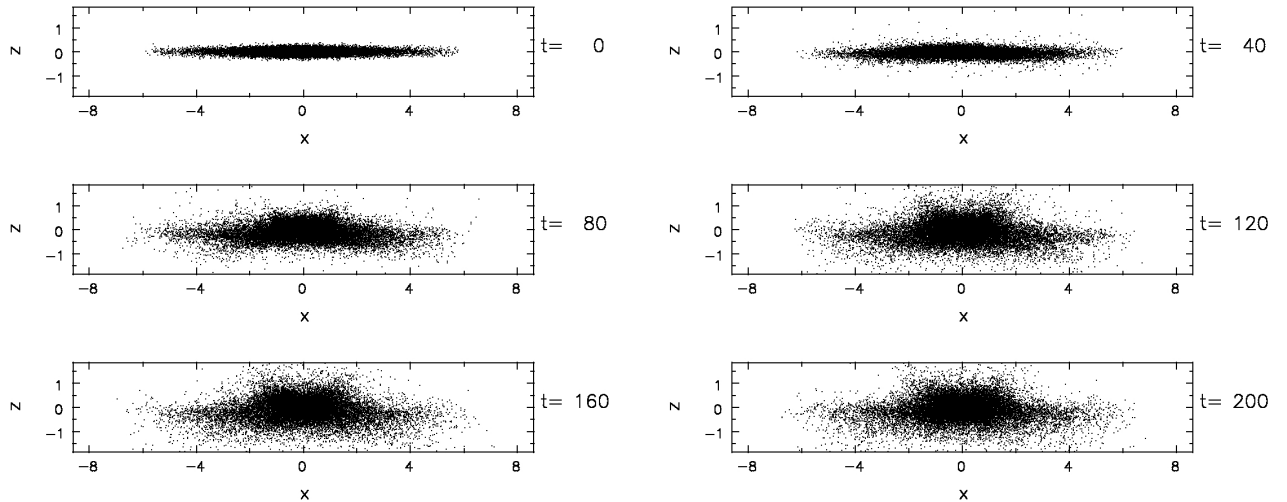 z 1 0 −1 −8 −4 0 4 8 x t= 0
z 1 0 −1 −8 −4 0 4 8 x t= 40
z 1 0 −1 −8 −4 0 4 8 x t= 80
z 1 0 −1 −8 −4 0 4 8 x t= 120
z 1 0 −1 −8 −4 0 4 8 x t= 160
z 1 0 −1 −8 −4 0 4 8 x t= 200